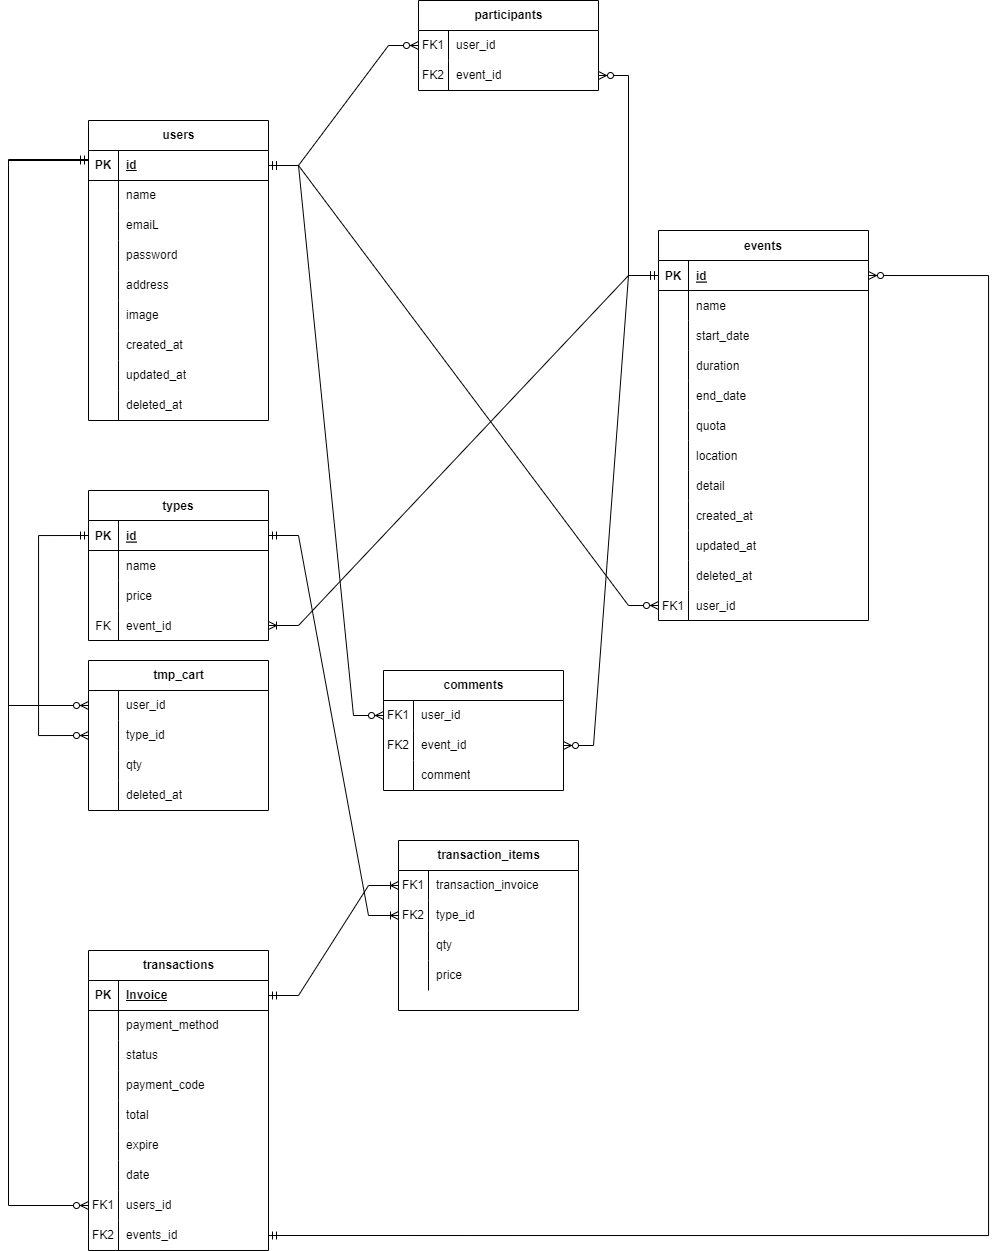 participants
FK1 user_id
FK2 event_id
users
PK id
name
emaiL
password
address
image
created_at
updated_at
deleted_at
events
PK id
name
start_date
duration
end_date
quota
location
detail
created_at
updated_at
deleted_at
FK1 user_id
types
PK id
name
price
FK event_id
tmp_cart
user_id
type_id
qty
deleted_at
comments
FK1 user_id
FK2 event_id
comment
transaction_items
FK1 transaction_invoice
FK2 type_id
qty
price
transactions
PK Invoice
payment_method
status
payment_code
total
expire
date
FK1 users_id
FK2 events_id